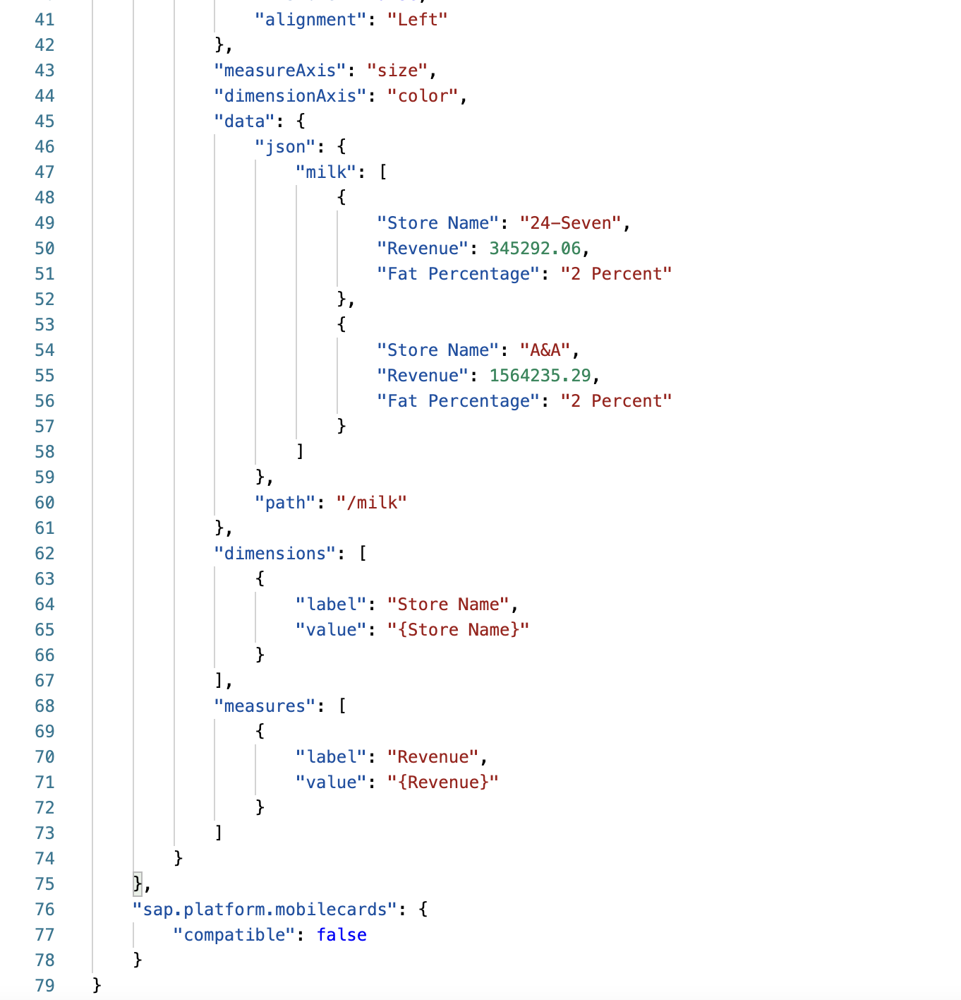 41 "alignment": "Left"
42 },
43 "measureAxis": "size",
44 "dimensionAxis": "color",
45 "data": {
46 "json": {
47 "milk": [
48 {
49 "Store Name": "24-Seven",
50 "Revenue": 345292.06,
51 "Fat Percentage": "2 Percent"
52 },
53 {
54 "Store Name": "A&A",
55 "Revenue": 1564235.29,
56 "Fat Percentage": "2 Percent"
57 }
58 ]
59 },
60 "path": "/milk"
61 },
62 "dimensions": [
63 {
64 "label": "Store Name",
65 "value": "{Store Name}"
66 }
67 ],
68 "measures": [
69 {
70 "label": "Revenue",
71 "value": "{Revenue}"
72 }
73 ]
74 }
75 },
76 "sap.platform.mobilecards": {
77 "compatible": false
78 }
79 }